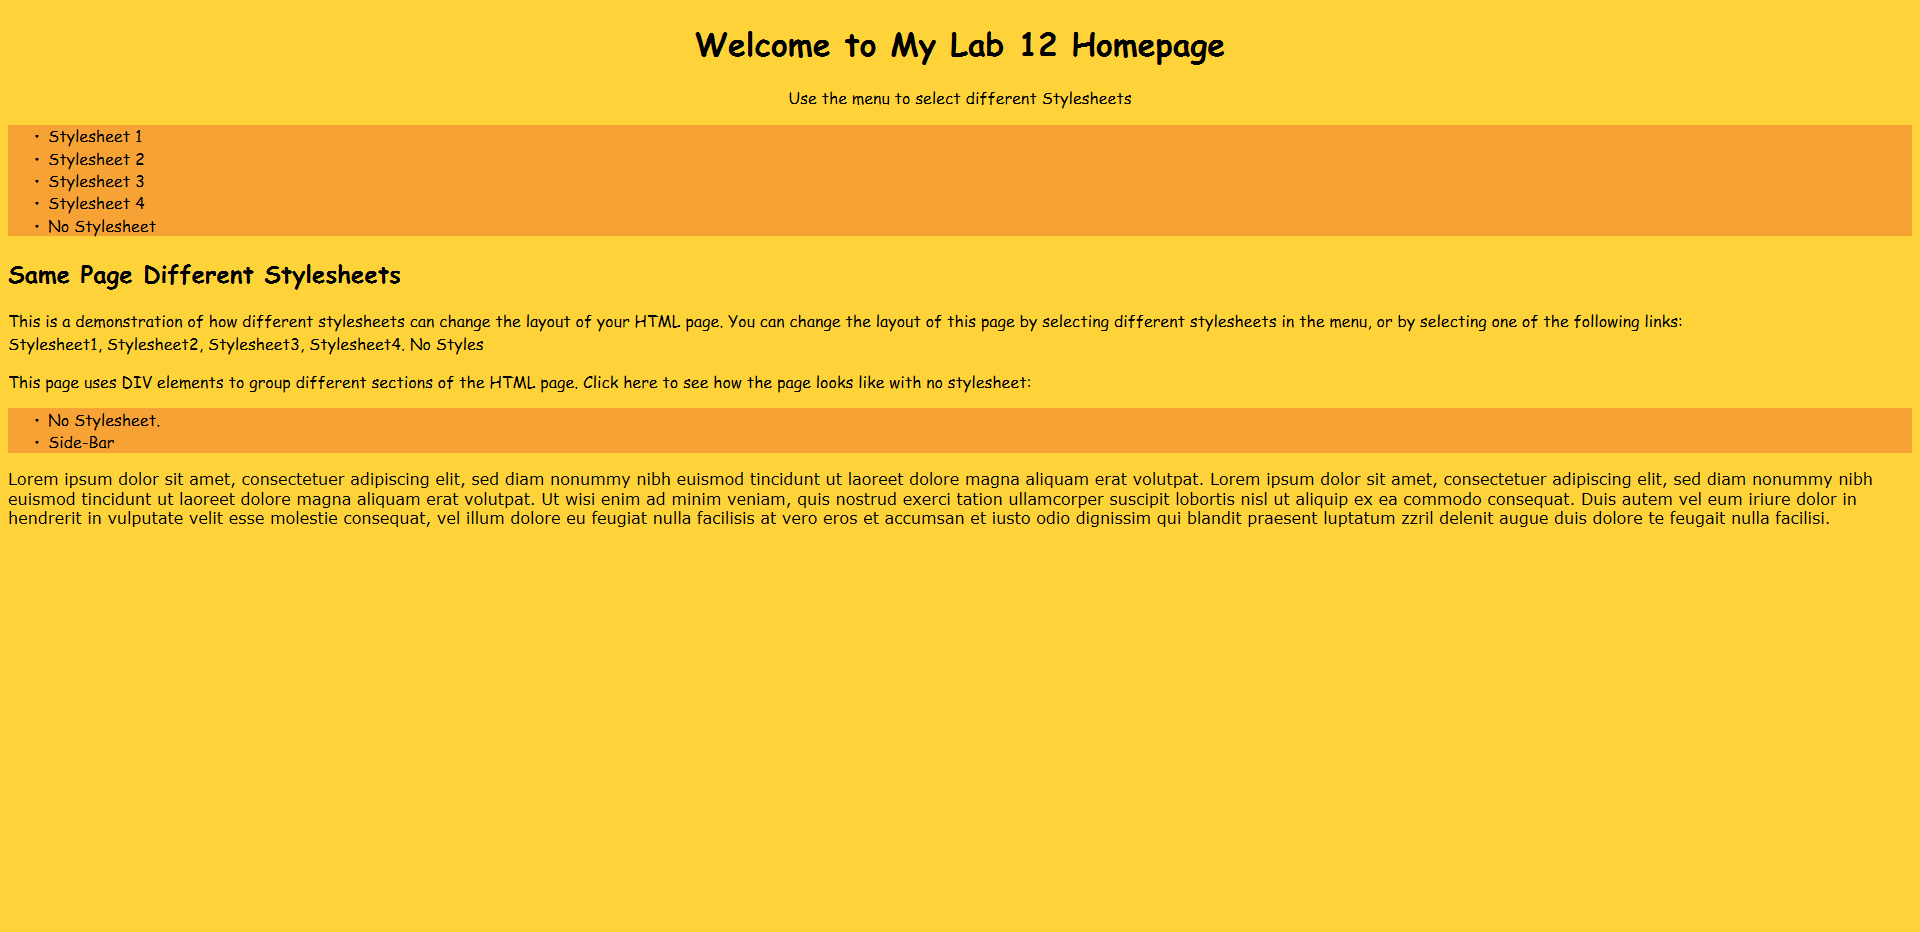 Welcome to My Lab 12 Homepage
Use the menu to select different Stylesheets
• Stylesheet 1
• Stylesheet 2
• Stylesheet 3
• Stylesheet 4
• No Stylesheet
Same Page Different Stylesheets
This is a demonstration of how different stylesheets can change the layout of your HTML page. You can change the layout of this page by selecting different stylesheets in the menu, or by selecting one of the following links:
Stylesheet1, Stylesheet2, Stylesheet3, Stylesheet4. No Styles
This page uses DIV elements to group different sections of the HTML page. Click here to see how the page looks like with no stylesheet:
• No Stylesheet.
• Side-Bar
Lorem ipsum dolor sit amet, consectetuer adipiscing elit, sed diam nonummy nibh euismod tincidunt ut laoreet dolore magna aliquam erat volutpat. Lorem ipsum dolor sit amet, consectetuer adipiscing elit, sed diam nonummy nibh
euismod tincidunt ut laoreet dolore magna aliquam erat volutpat. Ut wisi enim ad minim veniam, quis nostrud exerci tation ullamcorper suscipit lobortis nisl ut aliquip ex ea commodo consequat. Duis autem vel eum iriure dolor in
hendrerit in vulputate velit esse molestie consequat, vel illum dolore eu feugiat nulla facilisis at vero eros et accumsan et iusto odio dignissim qui blandit praesent luptatum zzril delenit augue duis dolore te feugait nulla facilisi.